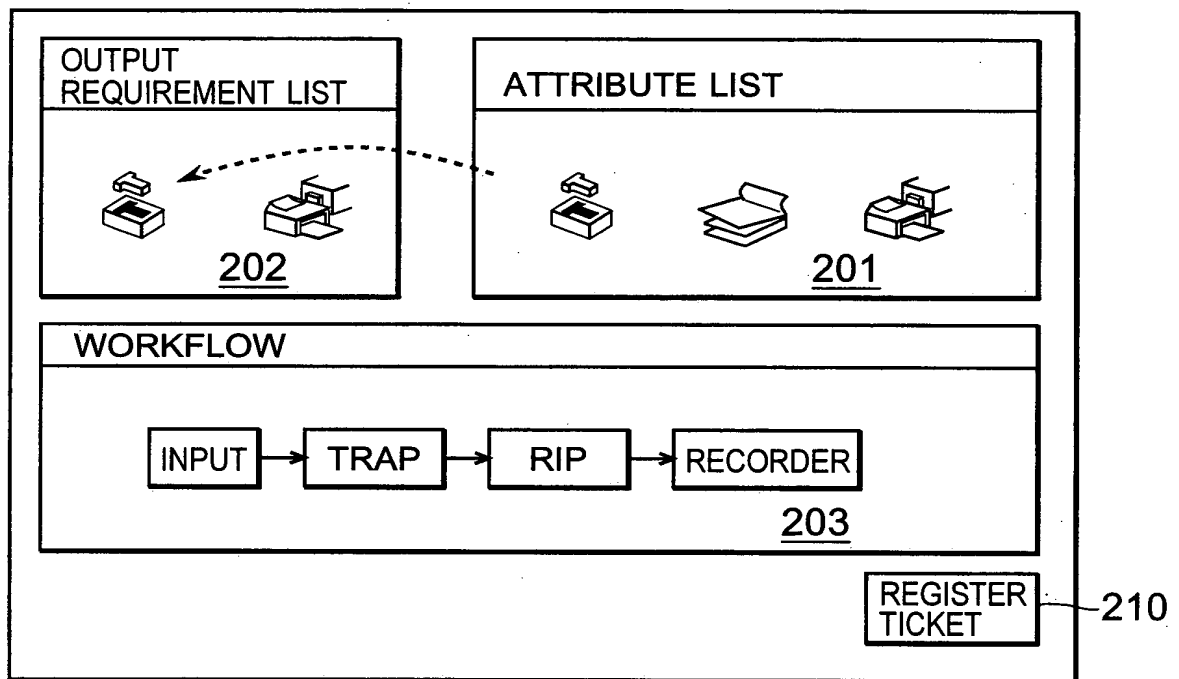 OUTPUT
REQUIREMENT LIST
202
ATTRIBUTE LIST
201
WORKFLOW
INPUT
TRAP
RIP
RECORDER
203
REGISTER
TICKET
210